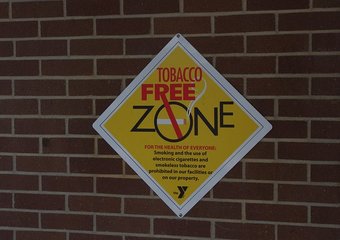 TOBACCO
FREE
ZONE
FOR THE HEALTH OF EVERYONE:
Smoking and the use of
electronic cigarettes and
smokeless tobacco are
prohibited in our facilities or
on our property.
the Y